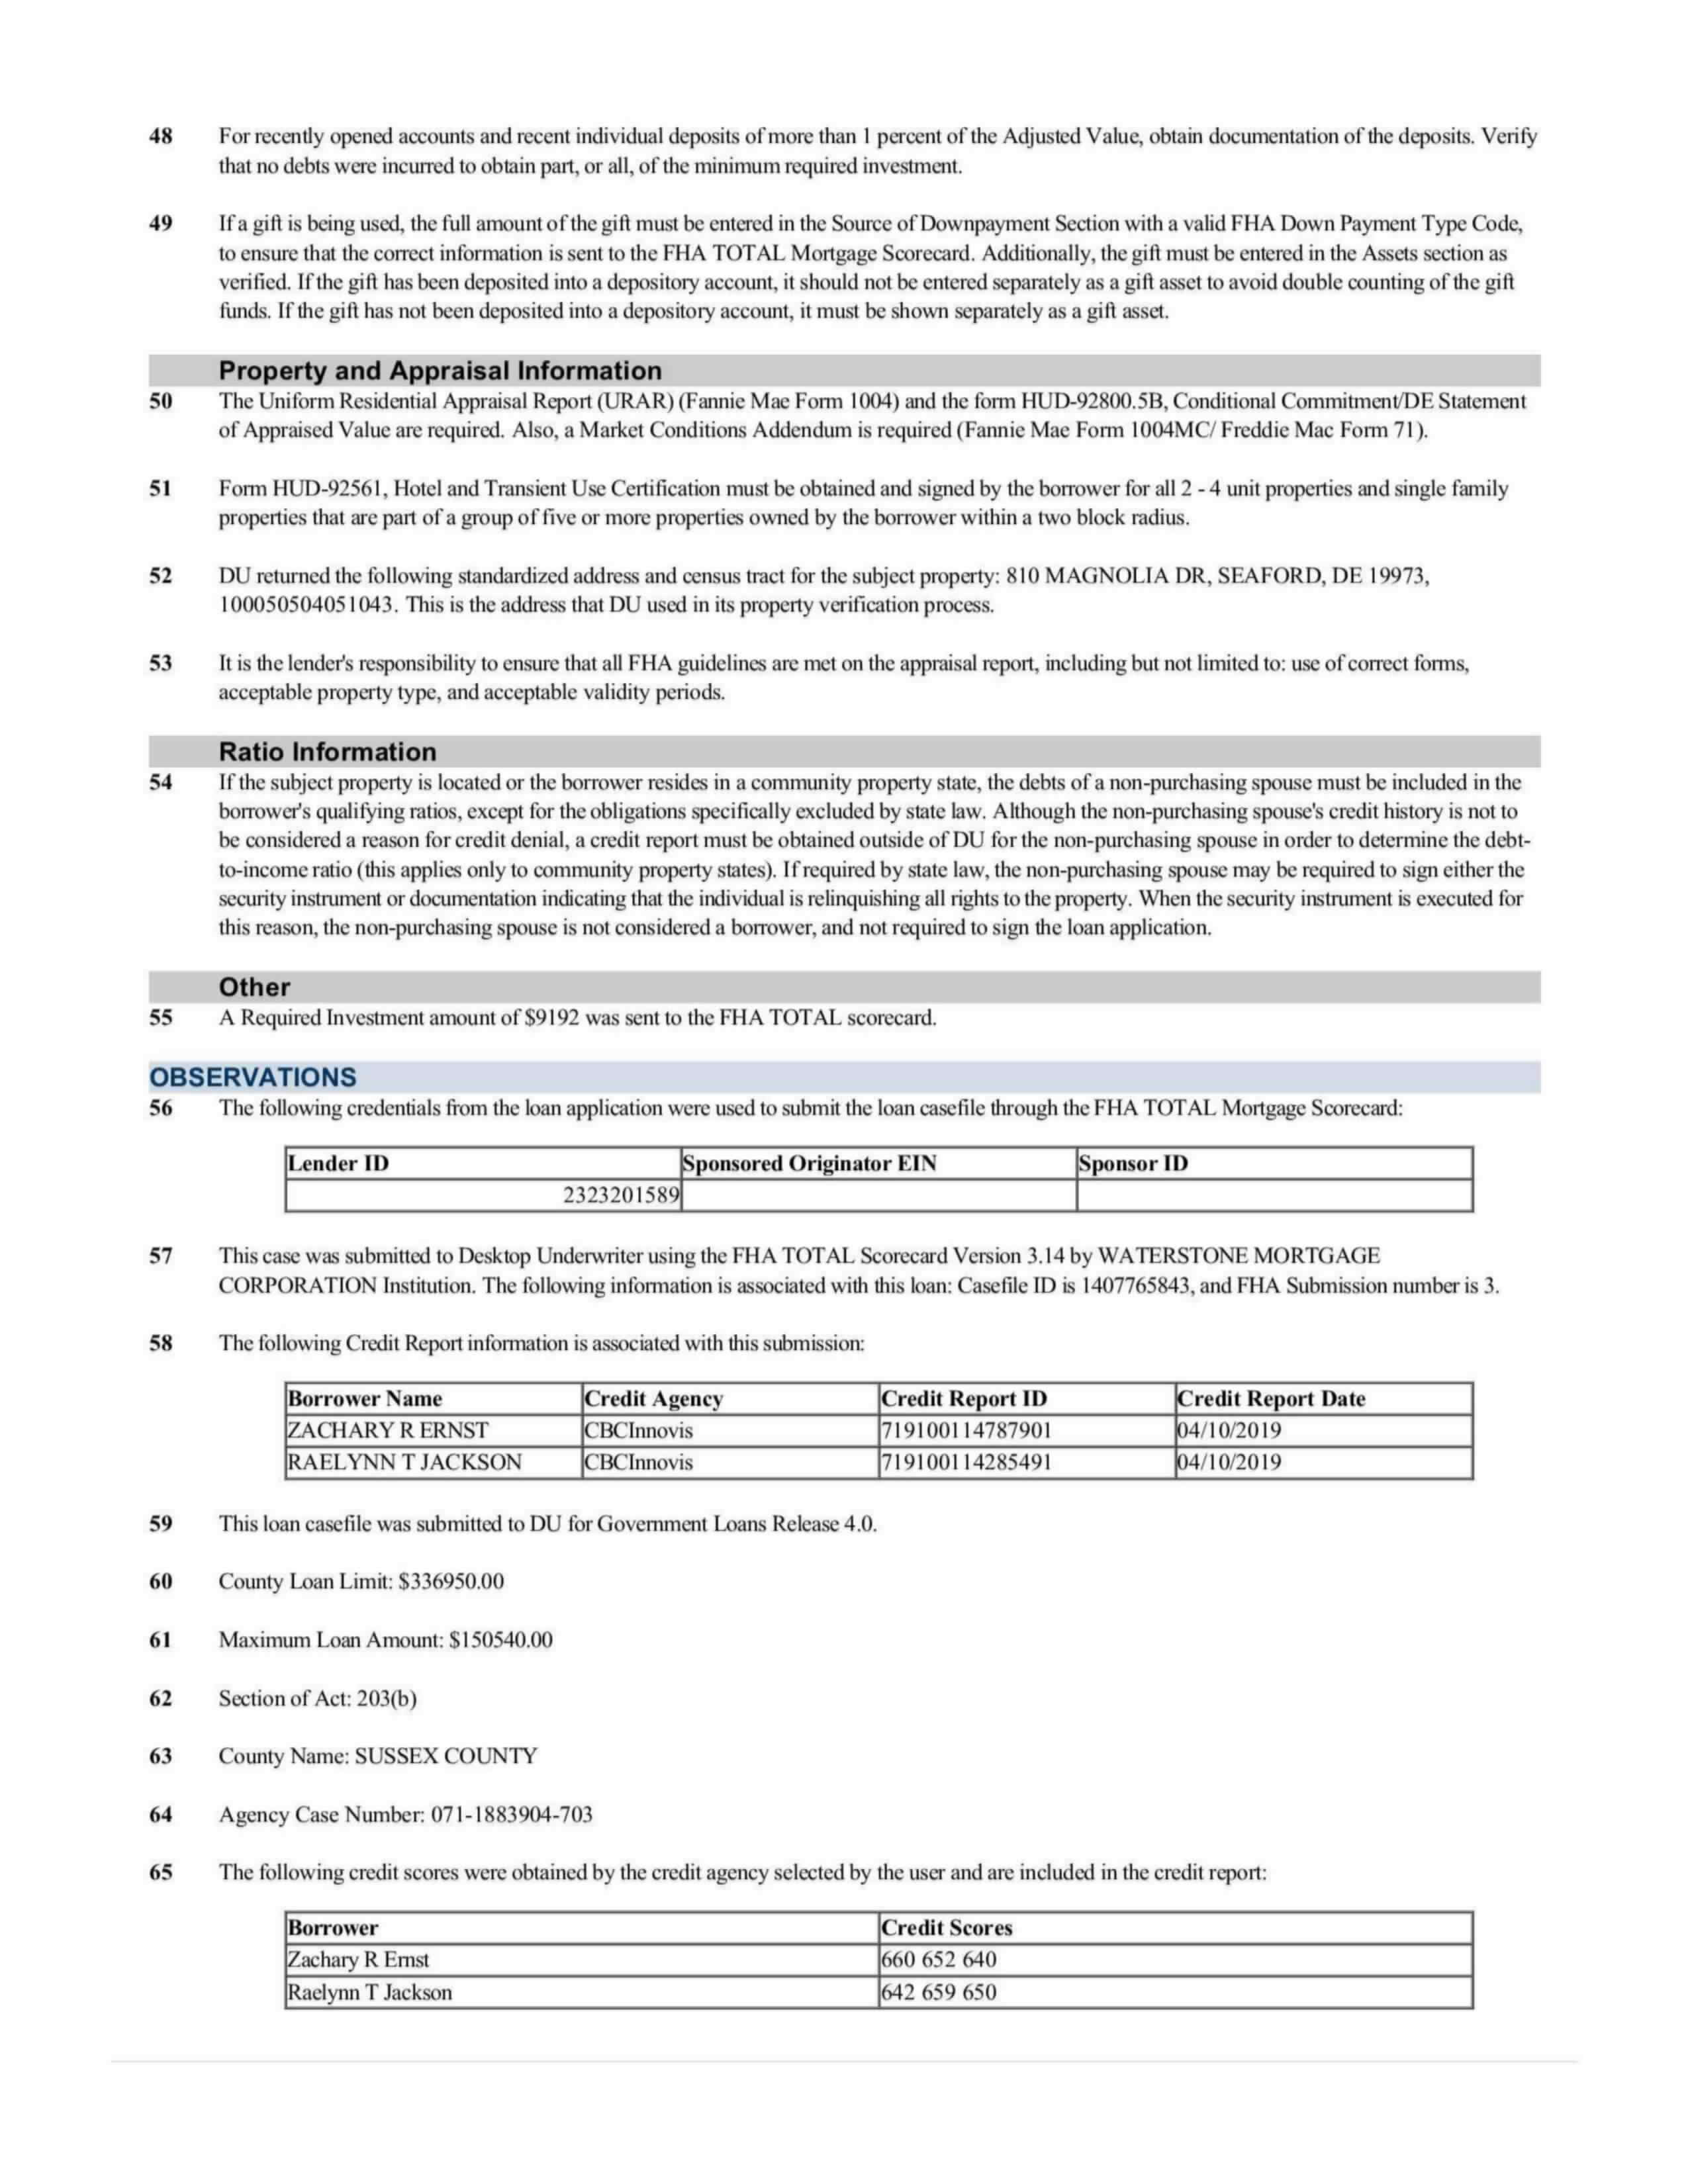 48 For recently opened accounts and recent individual deposits of more than 1 percent of the Adjusted Value, obtain documentation of the deposits. Verify
that no debts were incurred to obtain part, or all, of the minimum required investment.
49 If a gift is being used, the full amount of the gift must be entered in the Source of Downpayment Section with a valid FHA Down Payment Type Code,
to ensure that the correct information is sent to the FHA TOTAL Mortgage Scorecard. Additionally, the gift must be entered in the Assets section as
verified. If the gift has been deposited into a depository account, it should not be entered separately as a gift asset to avoid double counting of the gift
funds. If the gift has not been deposited into a depository account, it must be shown separately as a gift asset.
Property and Appraisal Information
50 The Uniform Residential Appraisal Report (URAR) (Fannie Mae Form 1004) and the form HUD-92800.5B, Conditional Commitment/DE Statement
of Appraised Value are required. Also, a Market Conditions Addendum is required (Fannie Mae Form 1004MC/ Freddie Mac Form 71).
51 Form HUD-92561, Hotel and Transient Use Certification must be obtained and signed by the borrower for all 2 - 4 unit properties and single family
properties that are part of a group of five or more properties owned by the borrower within a two block radius.
52 DU returned the following standardized address and census tract for the subject property: 810 MAGNOLIA DR, SEAFORD, DE 19973,
100050504051043. This is the address that DU used in its property verification process.
53 It is the lender's responsibility to ensure that all FHA guidelines are met on the appraisal report, including but not limited to: use of correct forms,
acceptable property type, and acceptable validity periods.
Ratio Information
54 If the subject property is located or the borrower resides in a community property state, the debts of a non-purchasing spouse must be included in the
borrower's qualifying ratios, except for the obligations specifically excluded by state law. Although the non-purchasing spouse's credit history is not to
be considered a reason for credit denial, a credit report must be obtained outside of DU for the non-purchasing spouse in order to determine the debt-
to-income ratio (this applies only to community property states). If required by state law, the non-purchasing spouse may be required to sign either the
security instrument or documentation indicating that the individual is relinquishing all rights to the property. When the security instrument is executed for
this reason, the non-purchasing spouse is not considered a borrower, and not required to sign the loan application.
Other
55 A Required Investment amount of $9192 was sent to the FHA TOTAL scorecard.
OBSERVATIONS
56 The following credentials from the loan application were used to submit the loan casefile through the FHA TOTAL Mortgage Scorecard:
Lender ID Sponsored Originator EIN Sponsor ID
2323201589
57 This case was submitted to Desktop Underwriter using the FHA TOTAL Scorecard Version 3.14 by WATERSTONE MORTGAGE
CORPORATION Institution. The following information is associated with this loan: Casefile ID is 1407765843, and FHA Submission number is 3.
58 The following Credit Report information is associated with this submission:
Borrower Name Credit Agency Credit Report ID Credit Report Date
ZACHARY R ERNST CBCInnovis 719100114787901 04/10/2019
RAELYNN T JACKSON CBCInnovis 719100114285491 04/10/2019
59 This loan casefile was submitted to DU for Government Loans Release 4.0.
60 County Loan Limit: $336950.00
61 Maximum Loan Amount: $150540.00
62 Section of Act: 203(b)
63 County Name: SUSSEX COUNTY
64 Agency Case Number: 071-1883904-703
65 The following credit scores were obtained by the credit agency selected by the user and are included in the credit report:
Borrower Credit Scores
Zachary R Ernst 660 652 640
Raelynn T Jackson 642 659 650